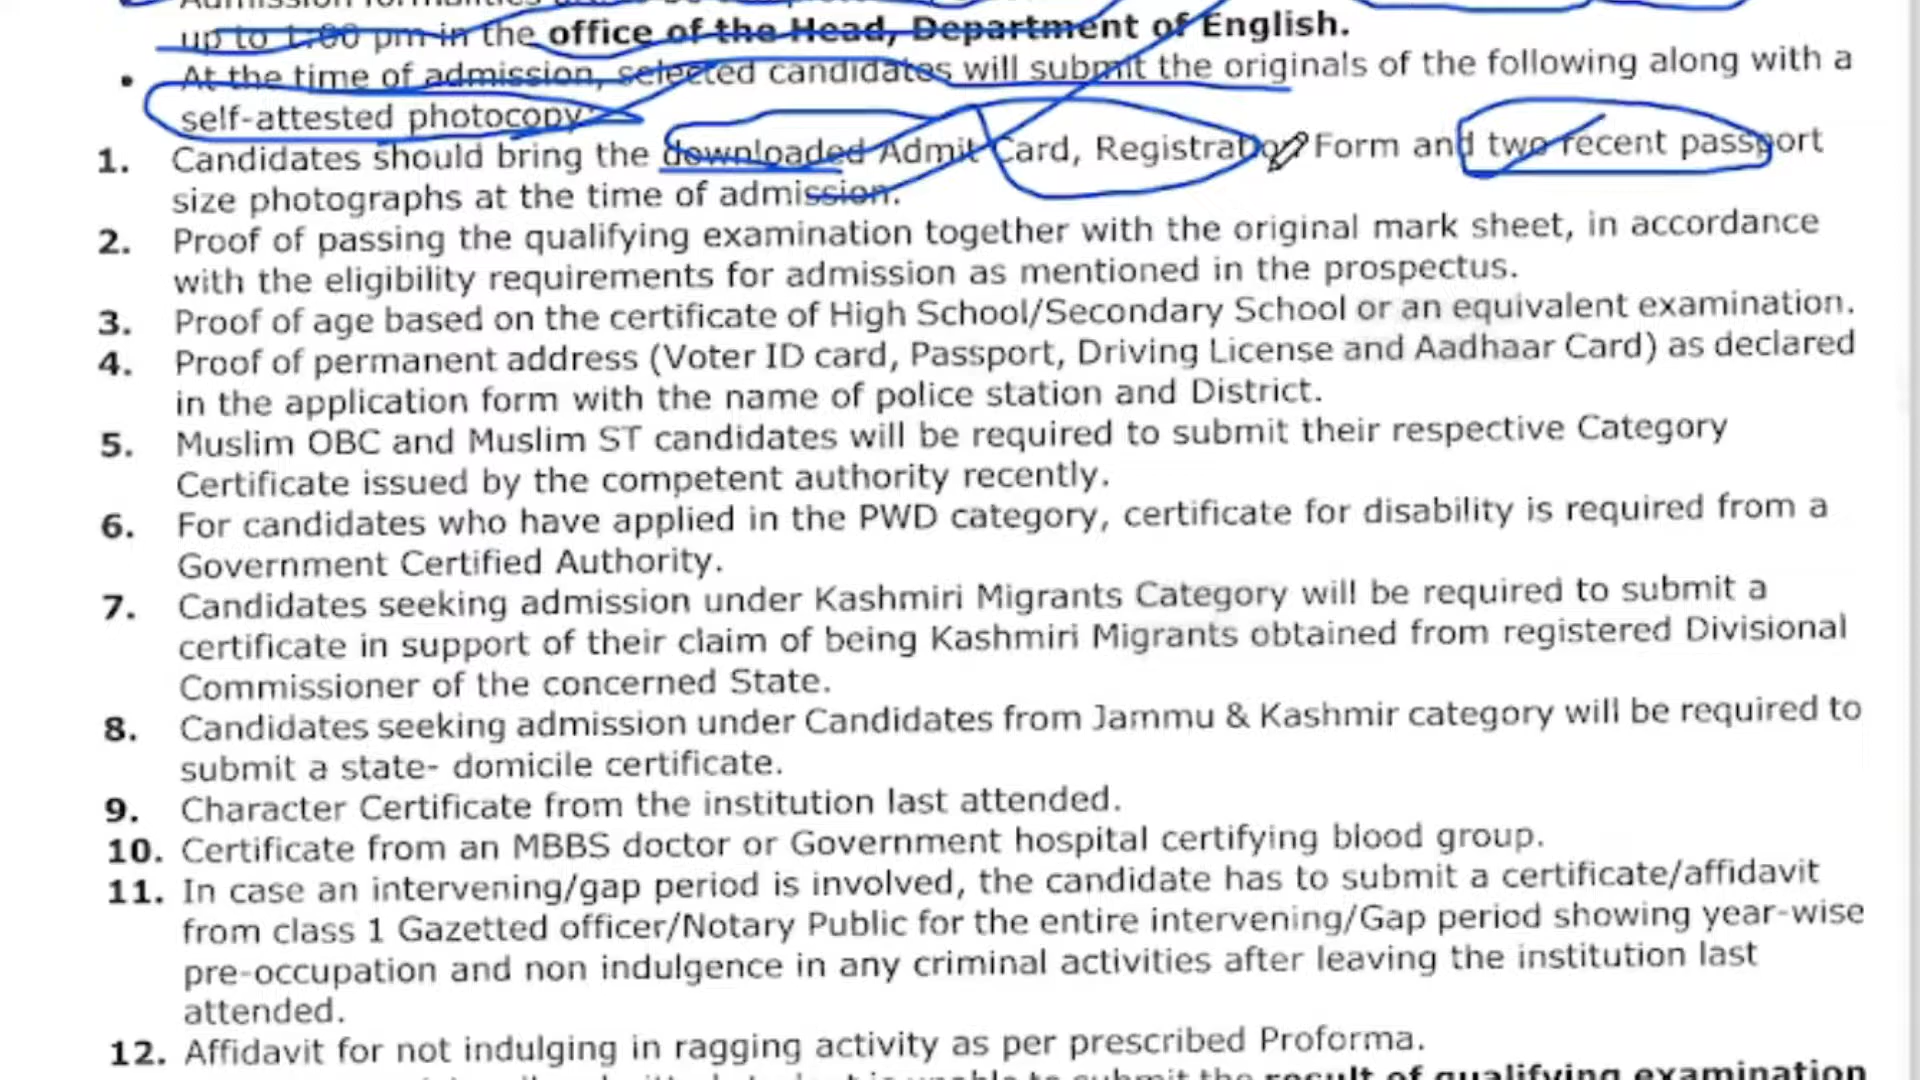 up to 1:00 pm in the office of the Head, Department of English.
• At the time of admission, selected candidates will submit the originals of the following along with a
self-attested photocopy:
1. Candidates should bring the downloaded Admit Card, Registration Form and two recent passport
size photographs at the time of admission.
2. Proof of passing the qualifying examination together with the original mark sheet, in accordance
with the eligibility requirements for admission as mentioned in the prospectus.
3. Proof of age based on the certificate of High School/Secondary School or an equivalent examination.
4. Proof of permanent address (Voter ID card, Passport, Driving License and Aadhaar Card) as declared
in the application form with the name of police station and District.
5. Muslim OBC and Muslim ST candidates will be required to submit their respective Category
Certificate issued by the competent authority recently.
6. For candidates who have applied in the PWD category, certificate for disability is required from a
Government Certified Authority.
7. Candidates seeking admission under Kashmiri Migrants Category will be required to submit a
certificate in support of their claim of being Kashmiri Migrants obtained from registered Divisional
Commissioner of the concerned State.
8. Candidates seeking admission under Candidates from Jammu & Kashmir category will be required to
submit a state- domicile certificate.
9. Character Certificate from the institution last attended.
10. Certificate from an MBBS doctor or Government hospital certifying blood group.
11. In case an intervening/gap period is involved, the candidate has to submit a certificate/affidavit
from class 1 Gazetted officer/Notary Public for the entire intervening/Gap period showing year-wise
pre-occupation and non indulgence in any criminal activities after leaving the institution last
attended.
12. Affidavit for not indulging in ragging activity as per prescribed Proforma.
result of qualifying examination